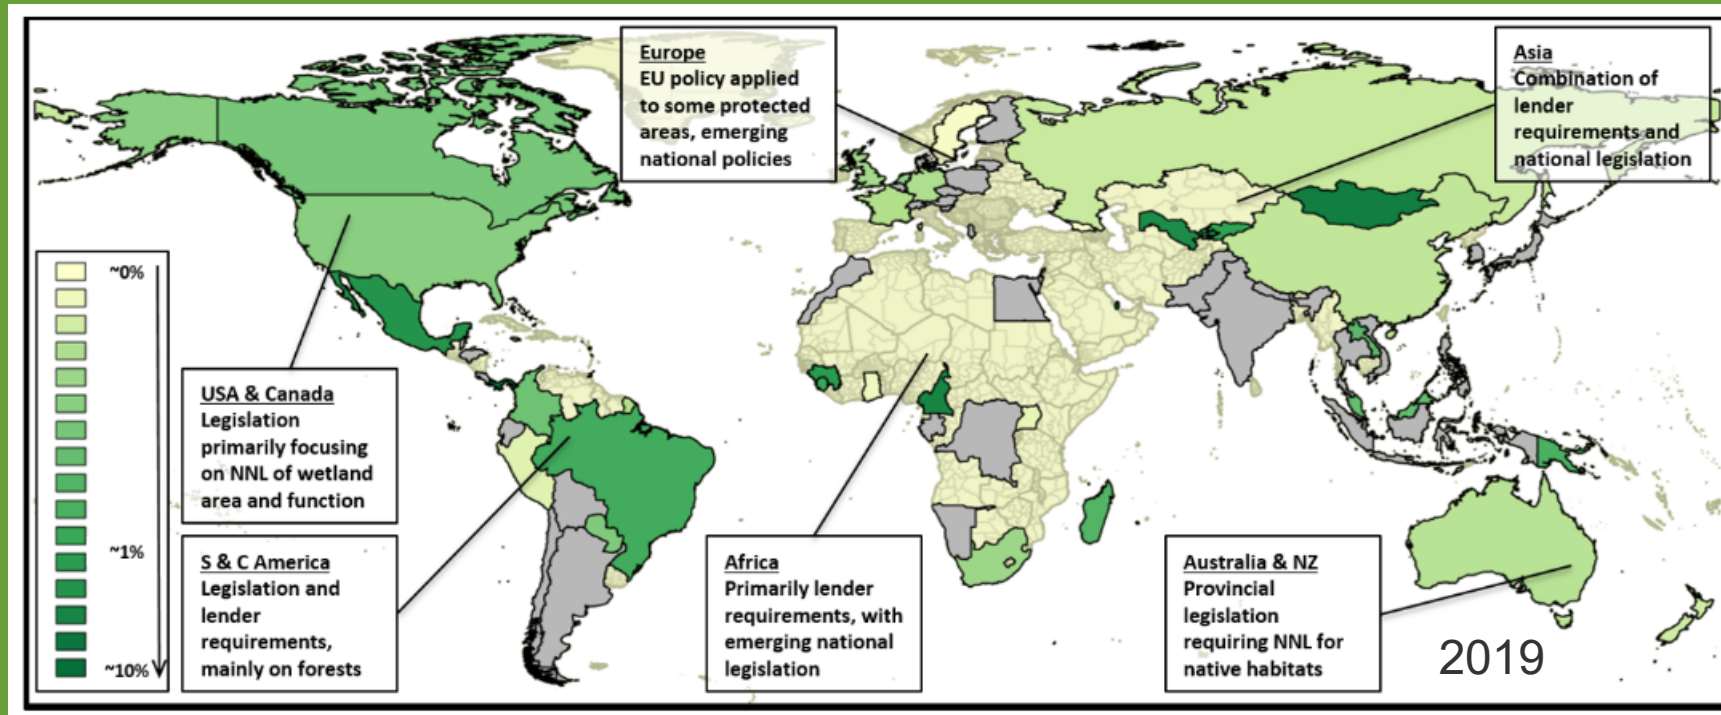 Europe
EU policy applied
to some protected
areas, emerging
national policies
Asia
Combination of
lender
requirements and
national legislation
~0%
~1%
~10%
USA & Canada
Legislation
primarily focusing
on NNL of wetland
area and function
S & C America
Legislation and
lender
requirements,
mainly on forests
Africa
Primarily lender
requirements, with
emerging national
legislation
Australia & NZ
Provincial
legislation
requiring NNL for
native habitats
2019